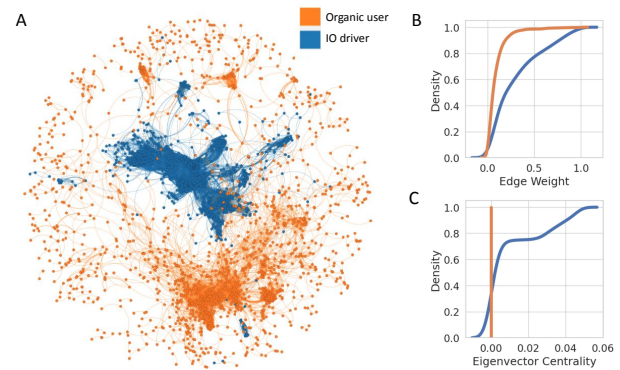 A
Organic user
IO driver
B
1.0
0.8
0.6
0.4
0.2
0.0
Density
0.0 0.5 1.0
Edge Weight
C
1.0
0.8
0.6
0.4
0.2
0.0
Density
0.00 0.02 0.04 0.06
Eigenvector Centrality